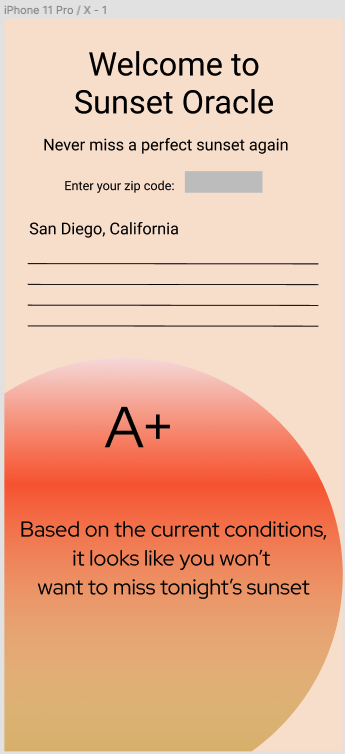 iPhone 11 Pro / X - 1
Welcome to
Sunset Oracle
Never miss a perfect sunset again
Enter your zip code:
San Diego, California
A+
Based on the current conditions,
it looks like you won’t
want to miss tonight’s sunset